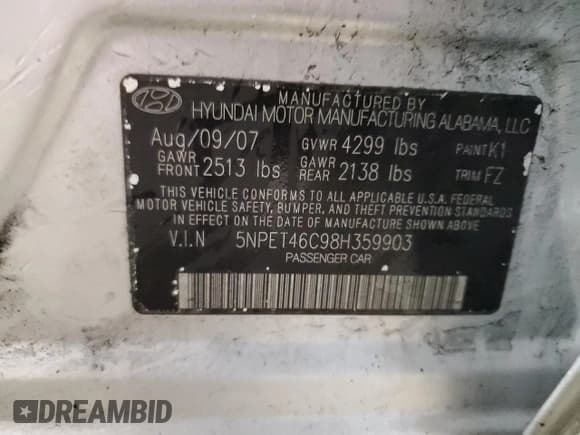 MANUFACTURED BY
HYUNDAI MOTOR MANUFACTURING ALABAMA, LLC
Aug/09/07 GVWR 4299 lbs PAINT K1
GAWR FRONT 2513 lbs GAWR REAR 2138 lbs TRIM FZ
THIS VEHICLE CONFORMS TO ALL APPLICABLE U.S.A. FEDERAL
MOTOR VEHICLE SAFETY, BUMPER, AND THEFT PREVENTION STANDARDS
IN EFFECT ON THE DATE OF MANUFACTURE SHOWN ABOVE
V.I.N 5NPET46C98H359903
PASSENGER CAR
DREAMBID